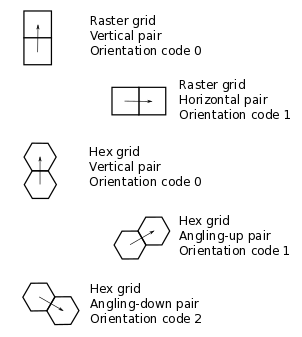 Raster grid
Vertical pair
Orientation code 0
Raster grid
Horizontal pair
Orientation code 1
Hex grid
Vertical pair
Orientation code 0
Hex grid
Angling-up pair
Orientation code 1
Hex grid
Angling-down pair
Orientation code 2